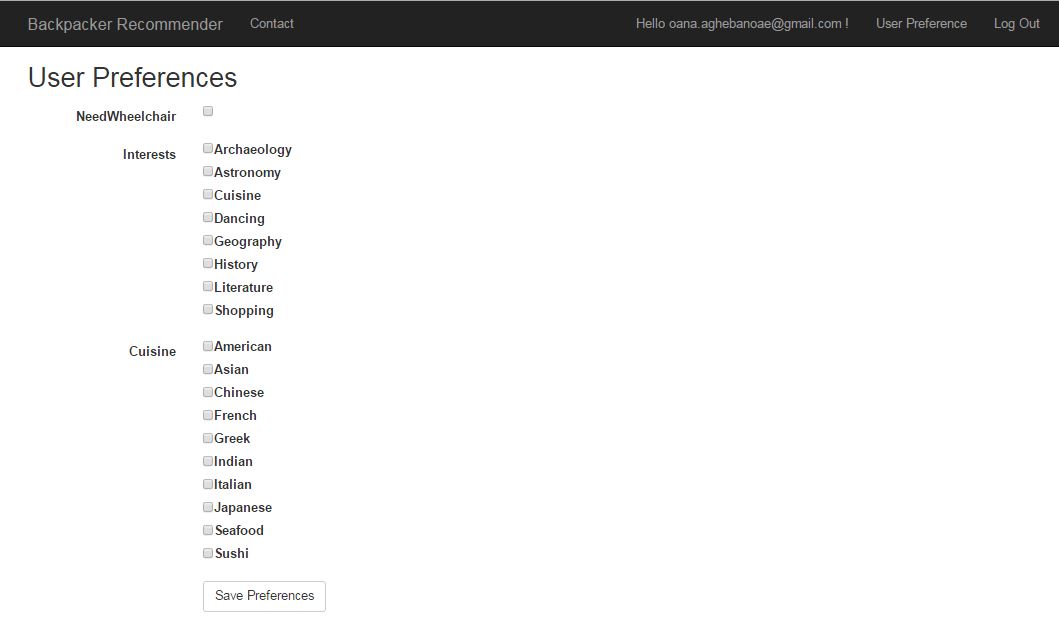 Backpacker Recommender Contact Hello oana.aghebanoae@gmail.com ! User Preference Log Out
User Preferences
NeedWheelchair
Interests Archaeology
Astronomy
Cuisine
Dancing
Geography
History
Literature
Shopping
Cuisine American
Asian
Chinese
French
Greek
Indian
Italian
Japanese
Seafood
Sushi
Save Preferences